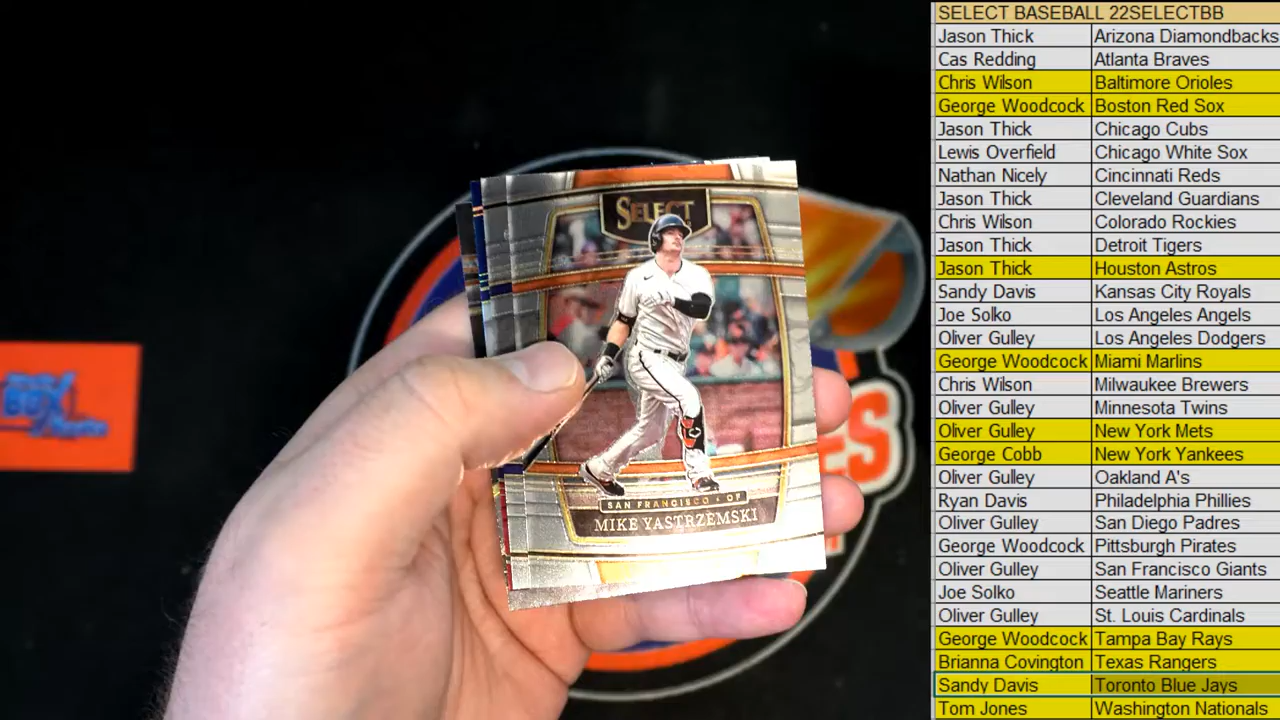 SELECT BASEBALL 22SELECTBB
Jason Thick Arizona Diamondbacks
Cas Redding Atlanta Braves
Chris Wilson Baltimore Orioles
George Woodcock Boston Red Sox
Jason Thick Chicago Cubs
Lewis Overfield Chicago White Sox
Nathan Nicely Cincinnati Reds
Jason Thick Cleveland Guardians
Chris Wilson Colorado Rockies
Jason Thick Detroit Tigers
Jason Thick Houston Astros
Sandy Davis Kansas City Royals
Joe Solko Los Angeles Angels
Oliver Gulley Los Angeles Dodgers
George Woodcock Miami Marlins
Chris Wilson Milwaukee Brewers
Oliver Gulley Minnesota Twins
Oliver Gulley New York Mets
George Cobb New York Yankees
Oliver Gulley Oakland A's
Ryan Davis Philadelphia Phillies
Oliver Gulley San Diego Padres
George Woodcock Pittsburgh Pirates
Oliver Gulley San Francisco Giants
Joe Solko Seattle Mariners
Oliver Gulley St. Louis Cardinals
George Woodcock Tampa Bay Rays
Brianna Covington Texas Rangers
Sandy Davis Toronto Blue Jays
Tom Jones Washington Nationals
SELECT
SAN FRANCISCO • OF
MIKE YASTRZEMSKI
BOX